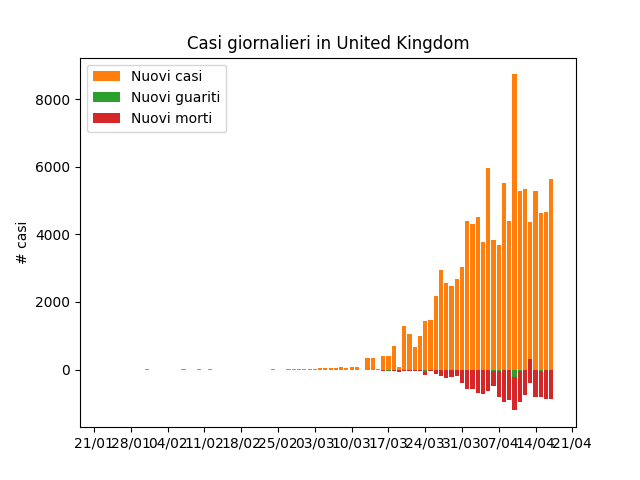 Casi giornalieri in United Kingdom
Nuovi casi
Nuovi guariti
Nuovi morti
# casi
8000
6000
4000
2000
0
21/01 28/01 04/02 11/02 18/02 25/02 03/03 10/03 17/03 24/03 31/03 07/04 14/04 21/04